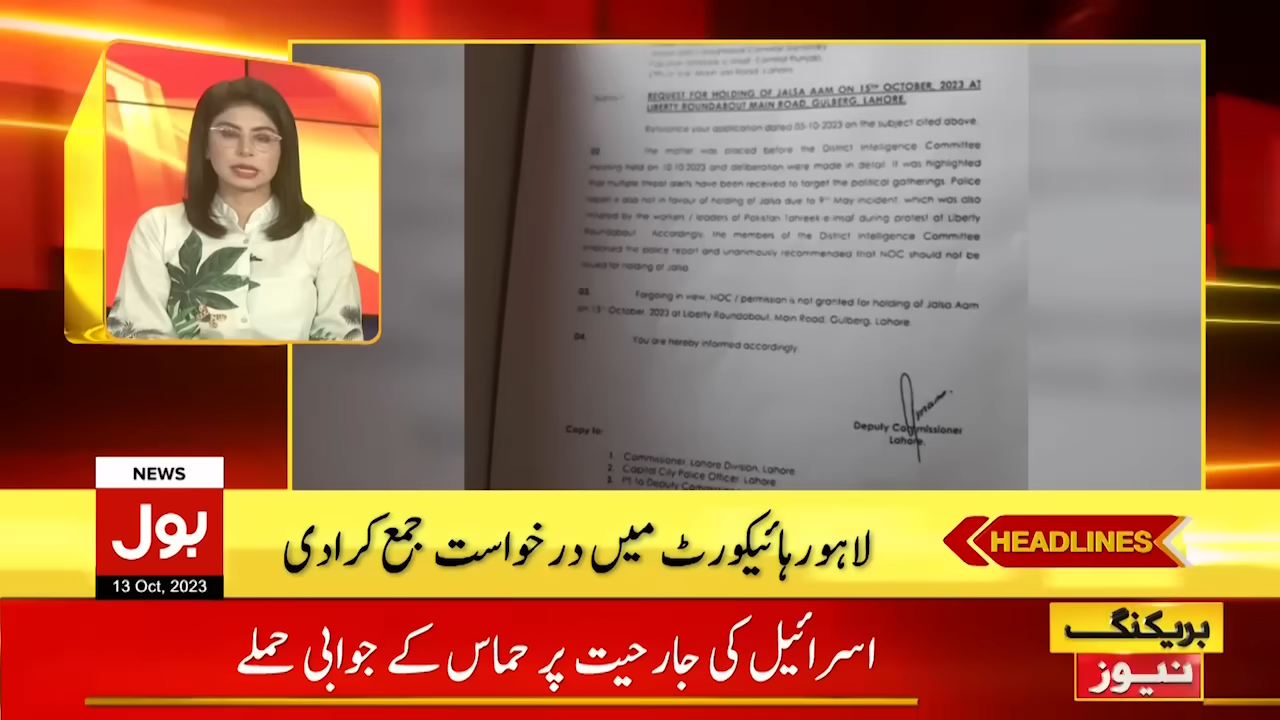 REQUEST FOR HOLDING OF JALSA AAM ON 15TH OCTOBER, 2023 AT
LIBERTY ROUNDABOUT MAIN ROAD, GULBERG, LAHORE.
Reference your application dated 05-10-2023 on the subject cited above.
02. The matter was placed before the District Intelligence Committee
meeting held on 10.10.2023 and deliberation were made in detail. It was highlighted
that multiple threat alerts have been received to target the political gatherings. Police
report is also not in favour of holding of Jalsa due to 9th May incident, which was also
by the workers / leaders of Pakistan Tahreek-e-Insaf during protest at Liberty
Roundabout. Accordingly, the members of the District Intelligence Committee
endorsed the police report and unanimously recommended that NOC should not be
issued for holding of Jalsa.
03. Forgoing in view, NOC / permission is not granted for holding of Jalsa Aam
on October, 2023 at Liberty Roundabout, Main Road, Gulberg, Lahore.
04. You are hereby informed accordingly
Deputy Commissioner
Lahore.
Copy to:
1. Commissioner, Lahore Division, Lahore
2. Capital City Police Officer, Lahore
3. PS to Deputy
NEWS
بول
13 Oct, 2023
لاہور ہائیکورٹ میں درخواست جمع کرادی
HEADLINES
اسرائیل کی جارحیت پر حماس کے جوابی حملے
بریکنگ
نیوز